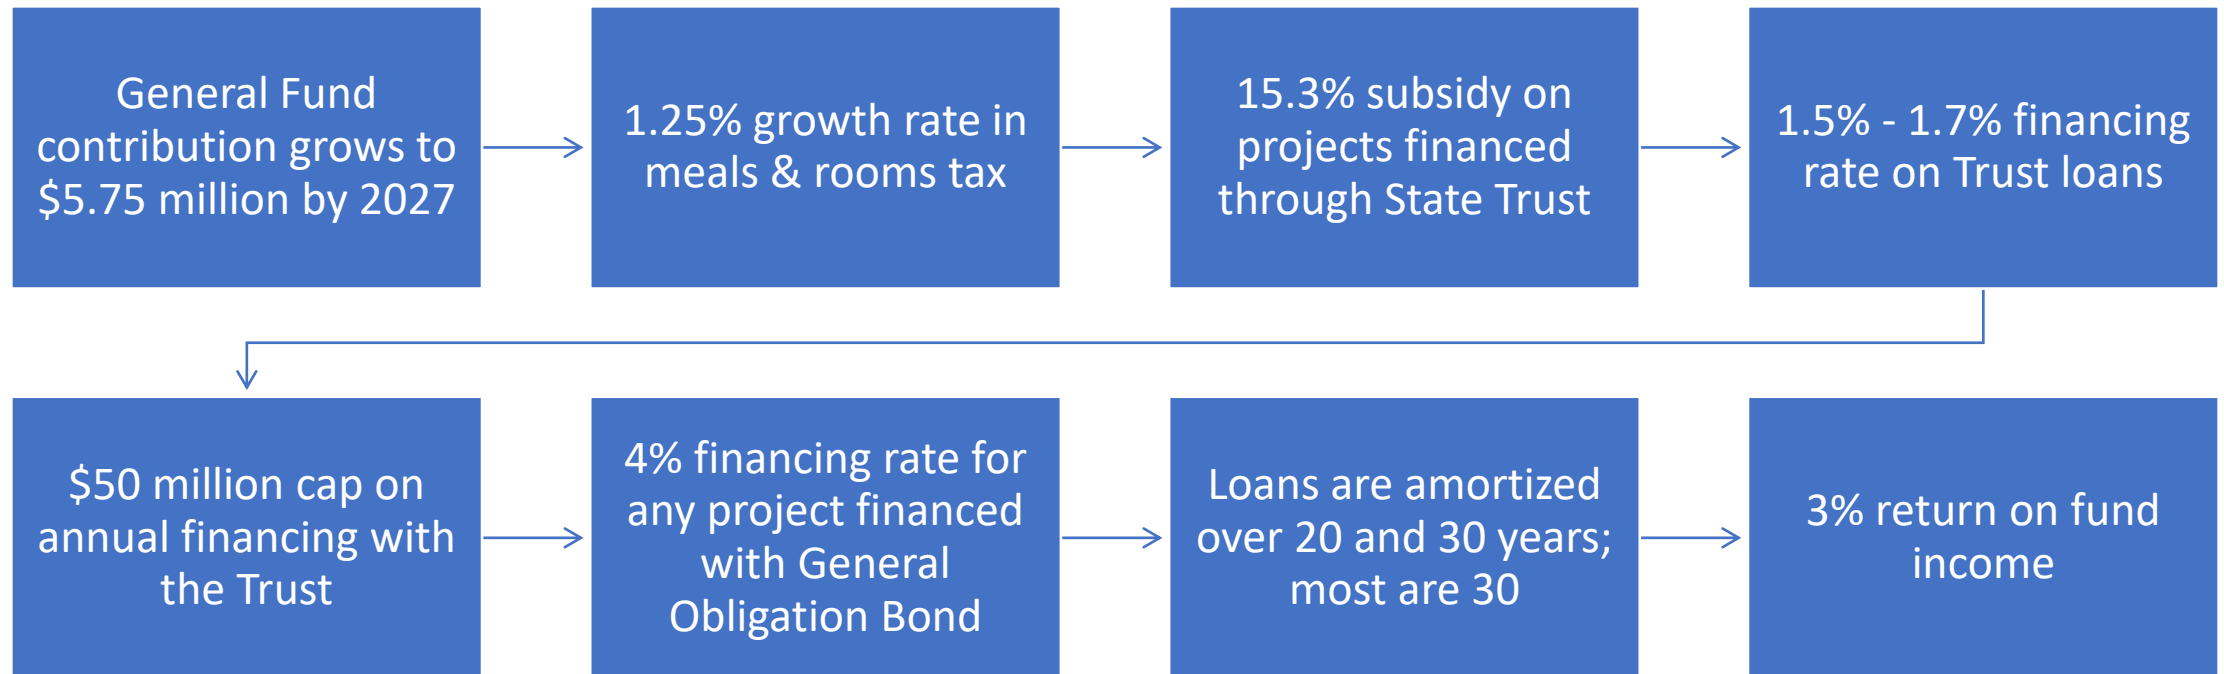 General Fund
contribution grows to
$5.75 million by 2027
1.25% growth rate in
meals & rooms tax
15.3% subsidy on
projects financed
through State Trust
1.5% - 1.7% financing
rate on Trust loans
$50 million cap on
annual financing with
the Trust
4% financing rate for
any project financed
with General
Obligation Bond
Loans are amortized
over 20 and 30 years;
most are 30
3% return on fund
income